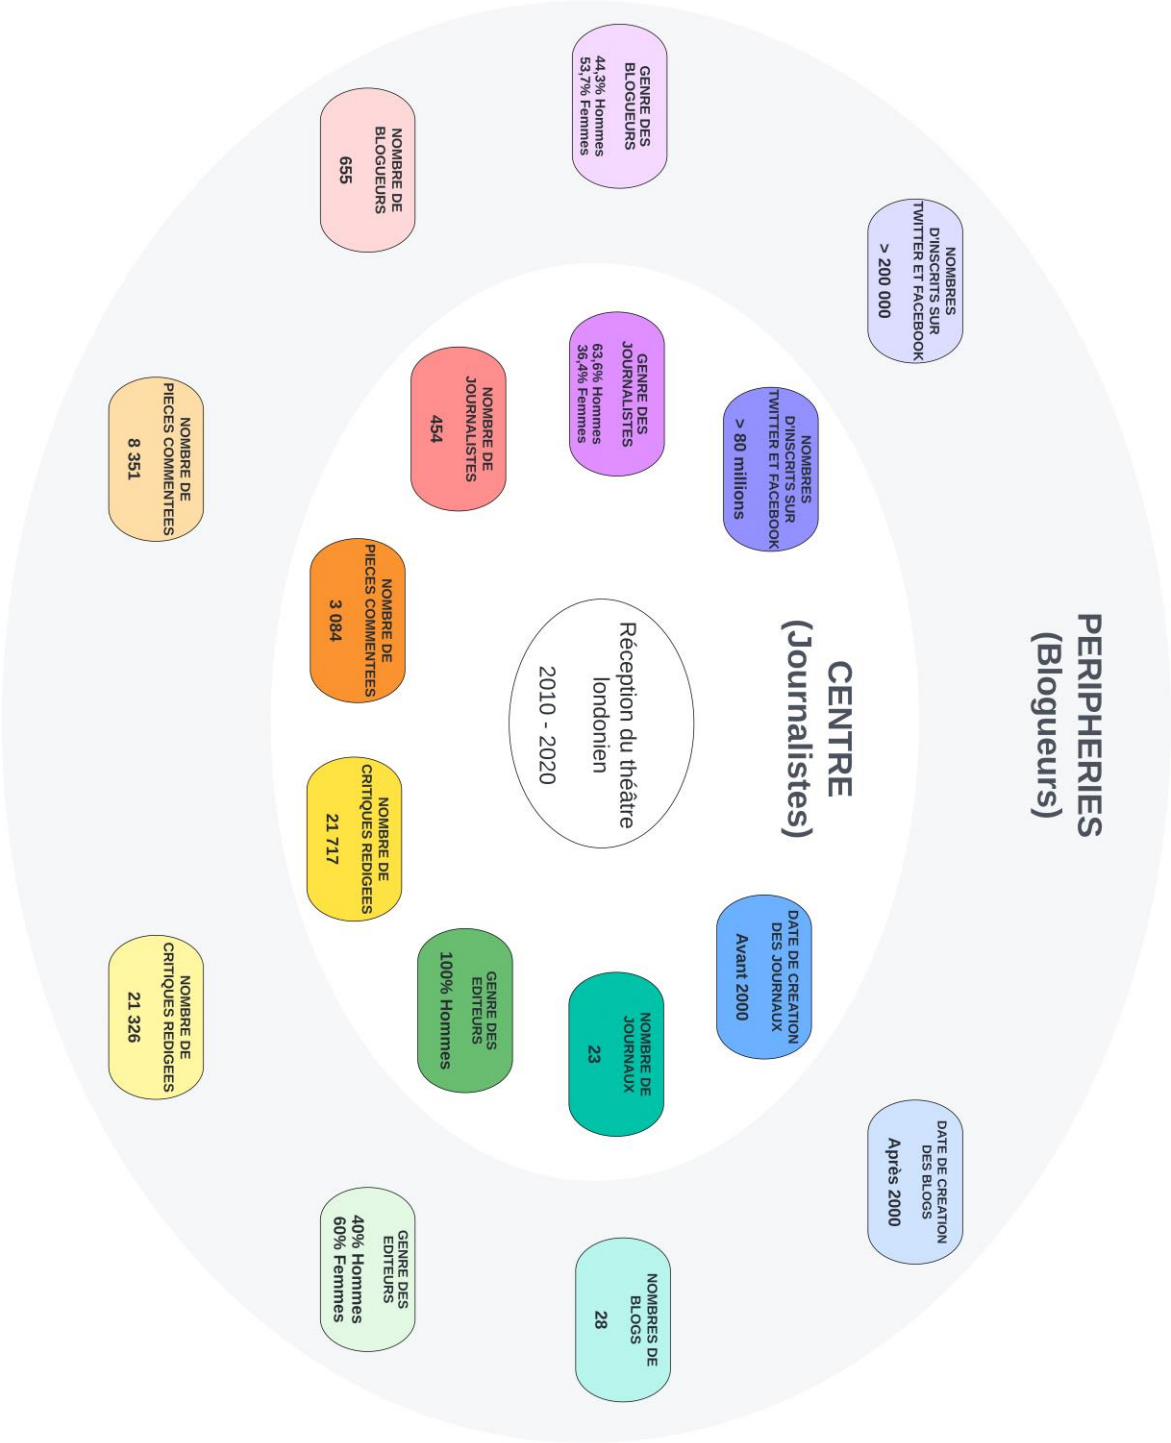 PERIPHERIES
(Blogueurs)
NOMBRES
D'INSCRITS SUR
TWITTER ET FACEBOOK
> 200 000
DATE DE CREATION
DES BLOGS
Après 2000
CENTRE
(Journalistes)
NOMBRES
D'INSCRITS SUR
TWITTER ET FACEBOOK
> 80 millions
DATE DE CREATION
DES JOURNAUX
Avant 2000
GENRE DES
BLOGUEURS
44,3% Hommes
53,7% Femmes
GENRE DES
JOURNALISTES
63,6% Hommes
36,4% Femmes
Réception du théâtre
londonien
2010 - 2020
NOMBRE DE
JOURNAUX
23
NOMBRES DE
BLOGS
28
NOMBRE DE
JOURNALISTES
454
GENRE DES
EDITEURS
100% Hommes
NOMBRE DE
BLOGUEURS
655
NOMBRE DE
PIECES COMMENTEES
3 084
NOMBRE DE
CRITIQUES REDIGEES
21 717
GENRE DES
EDITEURS
40% Hommes
60% Femmes
NOMBRE DE
PIECES COMMENTEES
8 351
NOMBRE DE
CRITIQUES REDIGEES
21 326